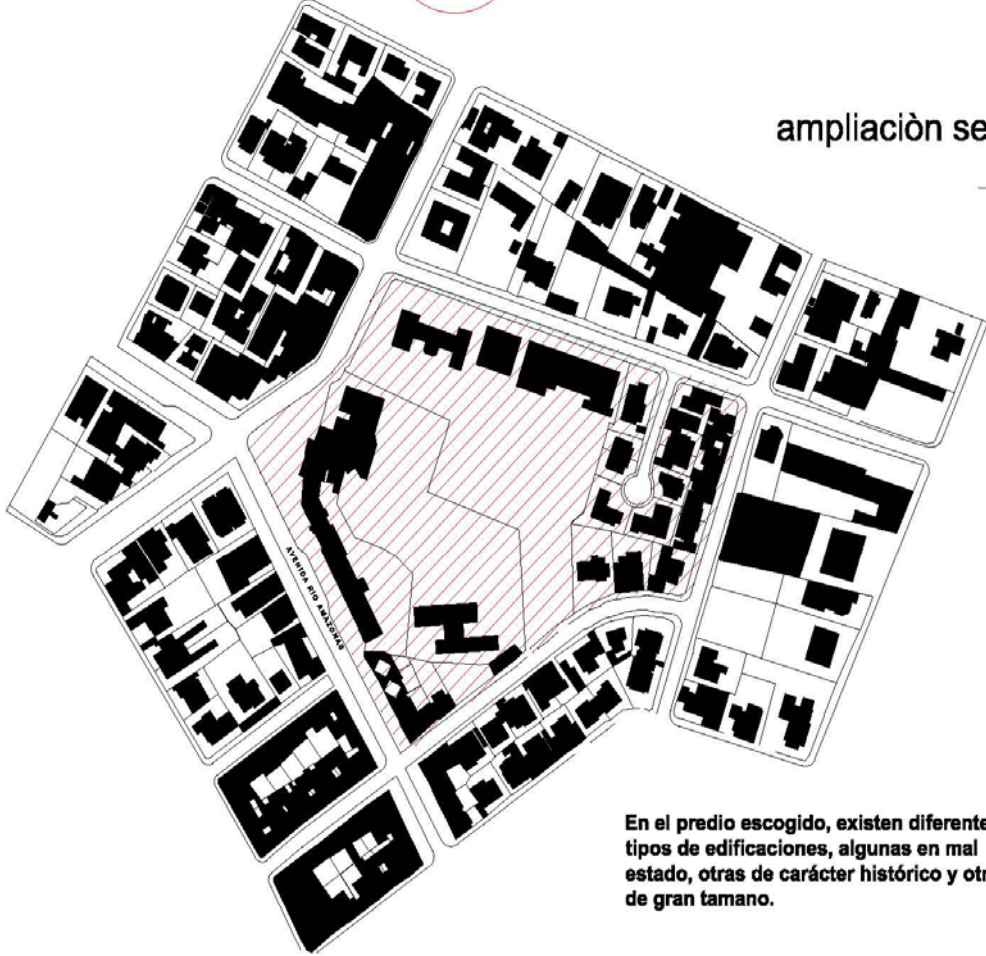 ampliaciòn se
AVENIDA RIO AMAZONAS
En el predio escogido, existen diferente
tipos de edificaciones, algunas en mal
estado, otras de carácter histórico y otr
de gran tamano.